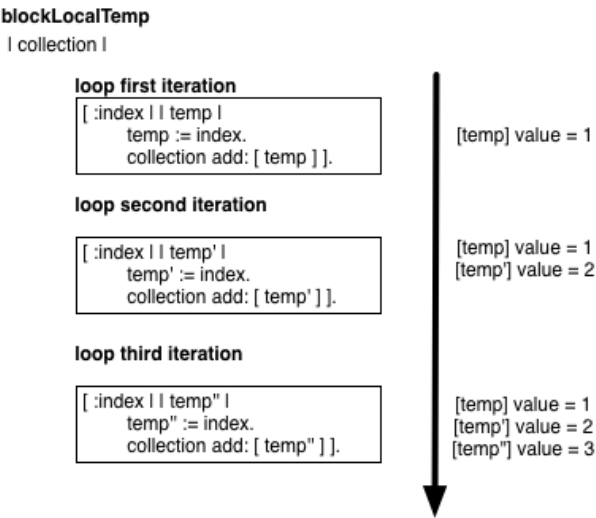 blockLocalTemp
| collection |
loop first iteration
[ :index | | temp |
temp := index.
collection add: [ temp ] ].
[temp] value = 1
loop second iteration
[ :index | | temp' |
temp' := index.
collection add: [ temp' ] ].
[temp] value = 1
[temp'] value = 2
loop third iteration
[ :index | | temp" |
temp" := index.
collection add: [ temp" ] ].
[temp] value = 1
[temp'] value = 2
[temp"] value = 3